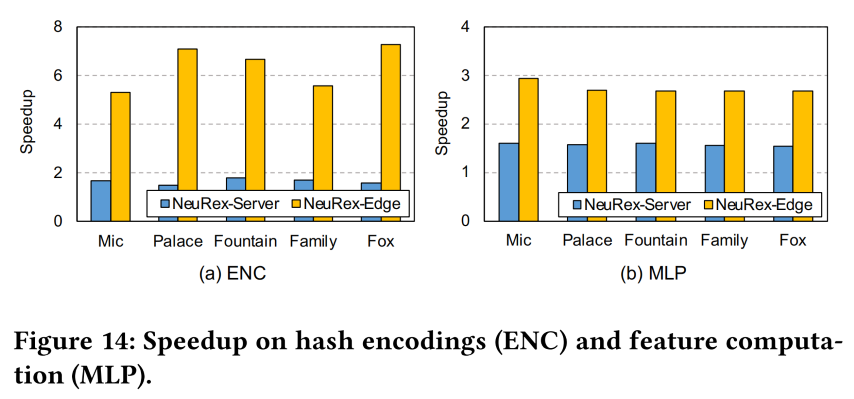 8
6
4
2
0
Speedup
NeuRex-Server NeuRex-Edge
Mic Palace Fountain Family Fox
(a) ENC
4
3
2
1
0
Speedup
NeuRex-Server NeuRex-Edge
Mic Palace Fountain Family Fox
(b) MLP
Figure 14: Speedup on hash encodings (ENC) and feature computa-
tion (MLP).